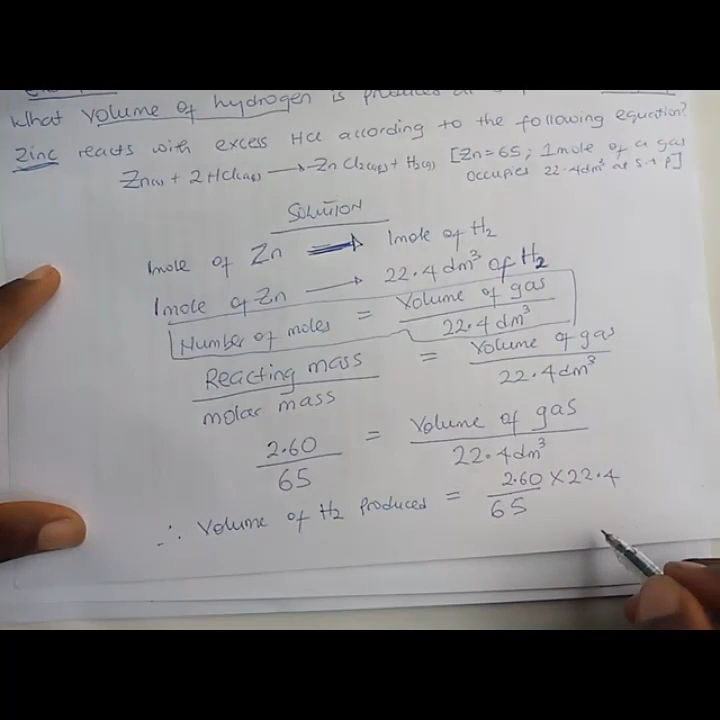 What volume of hydrogen is produced at
Zinc reacts with excess HCl according to the following equation?
Zn(s) + 2HCl(aq) → ZnCl2(aq) + H2(g) [Zn=65; 1mole of a gas
occupies 22.4dm³ at s.t.p]
SOLUTION
1mole of Zn ⟹ 1mole of H2
1mole of Zn → 22.4dm³ of H2
Number of moles = Volume of gas / 22.4dm³
Reacting mass / molar mass = Volume of gas / 22.4dm³
2.60 / 65 = Volume of gas / 22.4dm³
∴ Volume of H2 produced = 2.60 × 22.4 / 65